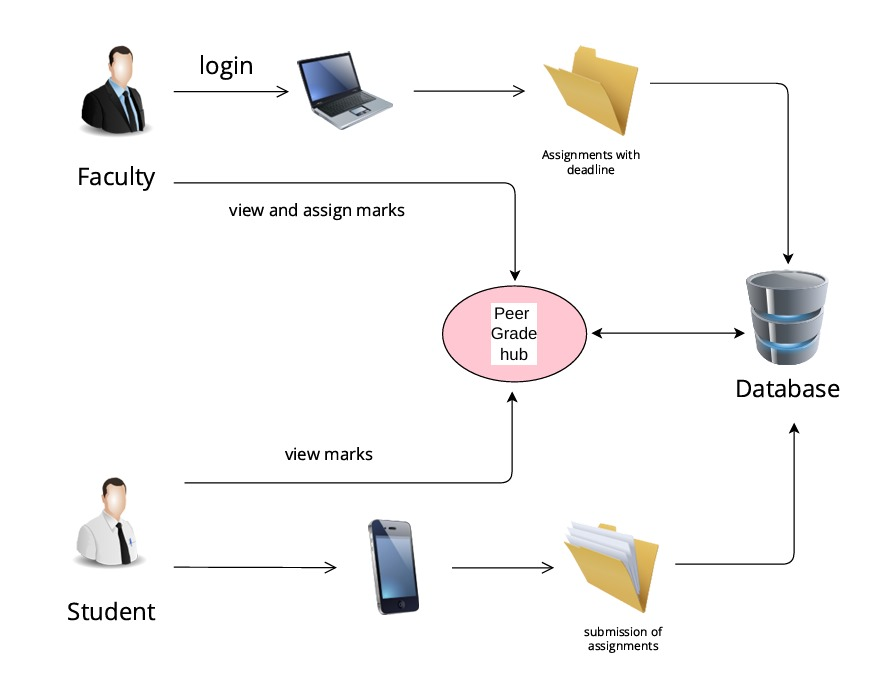 login
Assignments with
deadline
Faculty
view and assign marks
Peer
Grade
hub
Database
view marks
Student
submission of
assignments